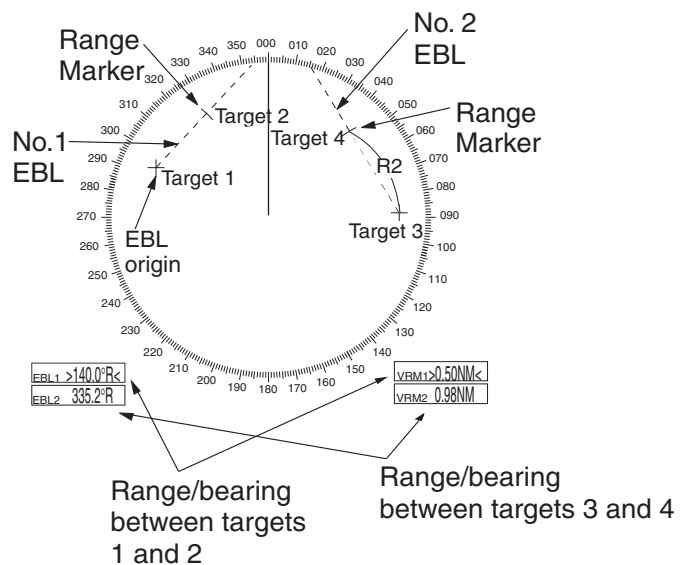 Range
Marker
No. 2
EBL
000
010
020
030
040
050
060
070
080
090
100
110
120
130
140
150
160
170
180
190
200
210
220
230
240
250
260
270
280
290
300
310
320
330
340
350
Target 2
Target 4
Range
Marker
No.1
EBL
R2
Target 1
Target 3
EBL
origin
EBL1 >140.0°R<
EBL2 335.2°R
VRM1>0.50NM<
VRM2 0.98NM
Range/bearing
between targets
1 and 2
Range/bearing
between targets 3 and 4